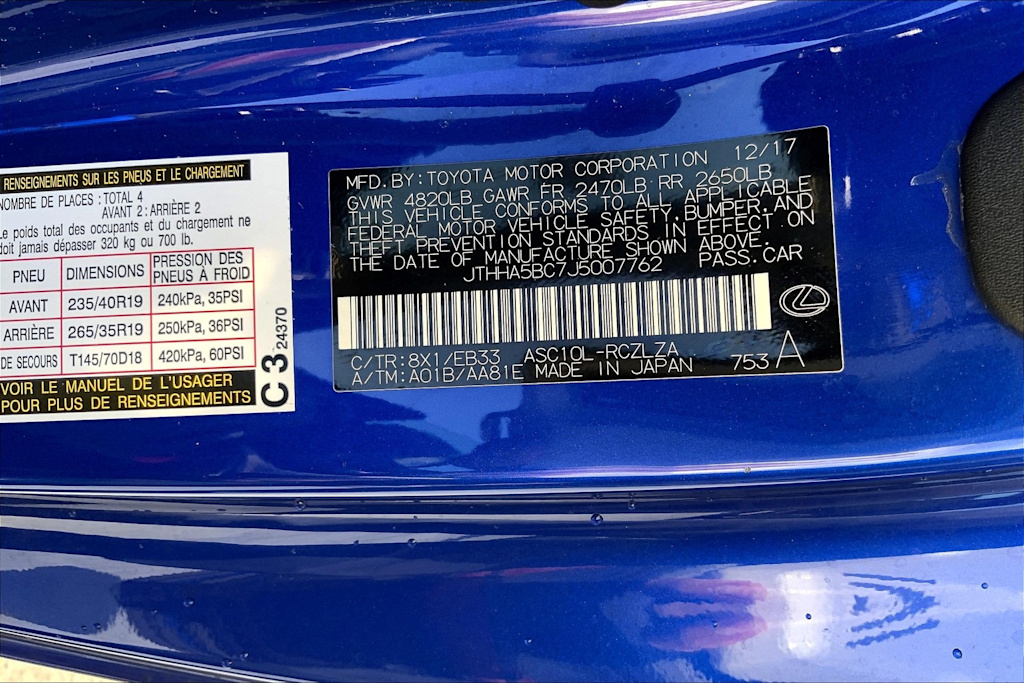 RENSEIGNEMENTS SUR LES PNEUS ET LE CHARGEMENT
NOMBRE DE PLACES : TOTAL 4
AVANT 2 : ARRIÈRE 2
Le poids total des occupants et du chargement ne
doit jamais dépasser 320 kg ou 700 lb.
PNEU DIMENSIONS PRESSION DES PNEUS À FROID
AVANT 235/40R19 240kPa, 35PSI
ARRIÈRE 265/35R19 250kPa, 36PSI
DE SECOURS T145/70D18 420kPa, 60PSI
VOIR LE MANUEL DE L'USAGER
POUR PLUS DE RENSEIGNEMENTS
C3 24370
MFD. BY: TOYOTA MOTOR CORPORATION 12/17
GVWR 4820LB GAWR FR 2470LB RR 2650LB
THIS VEHICLE CONFORMS TO ALL APPLICABLE
FEDERAL MOTOR VEHICLE SAFETY, BUMPER, AND
THEFT PREVENTION STANDARDS IN EFFECT ON
THE DATE OF MANUFACTURE SHOWN ABOVE.
JTHHA5BC7J5007762 PASS. CAR
C/TR: 8X1/EB33 ASC10L-RCZLZA
A/TM: A01B/AA81E MADE IN JAPAN 753 A